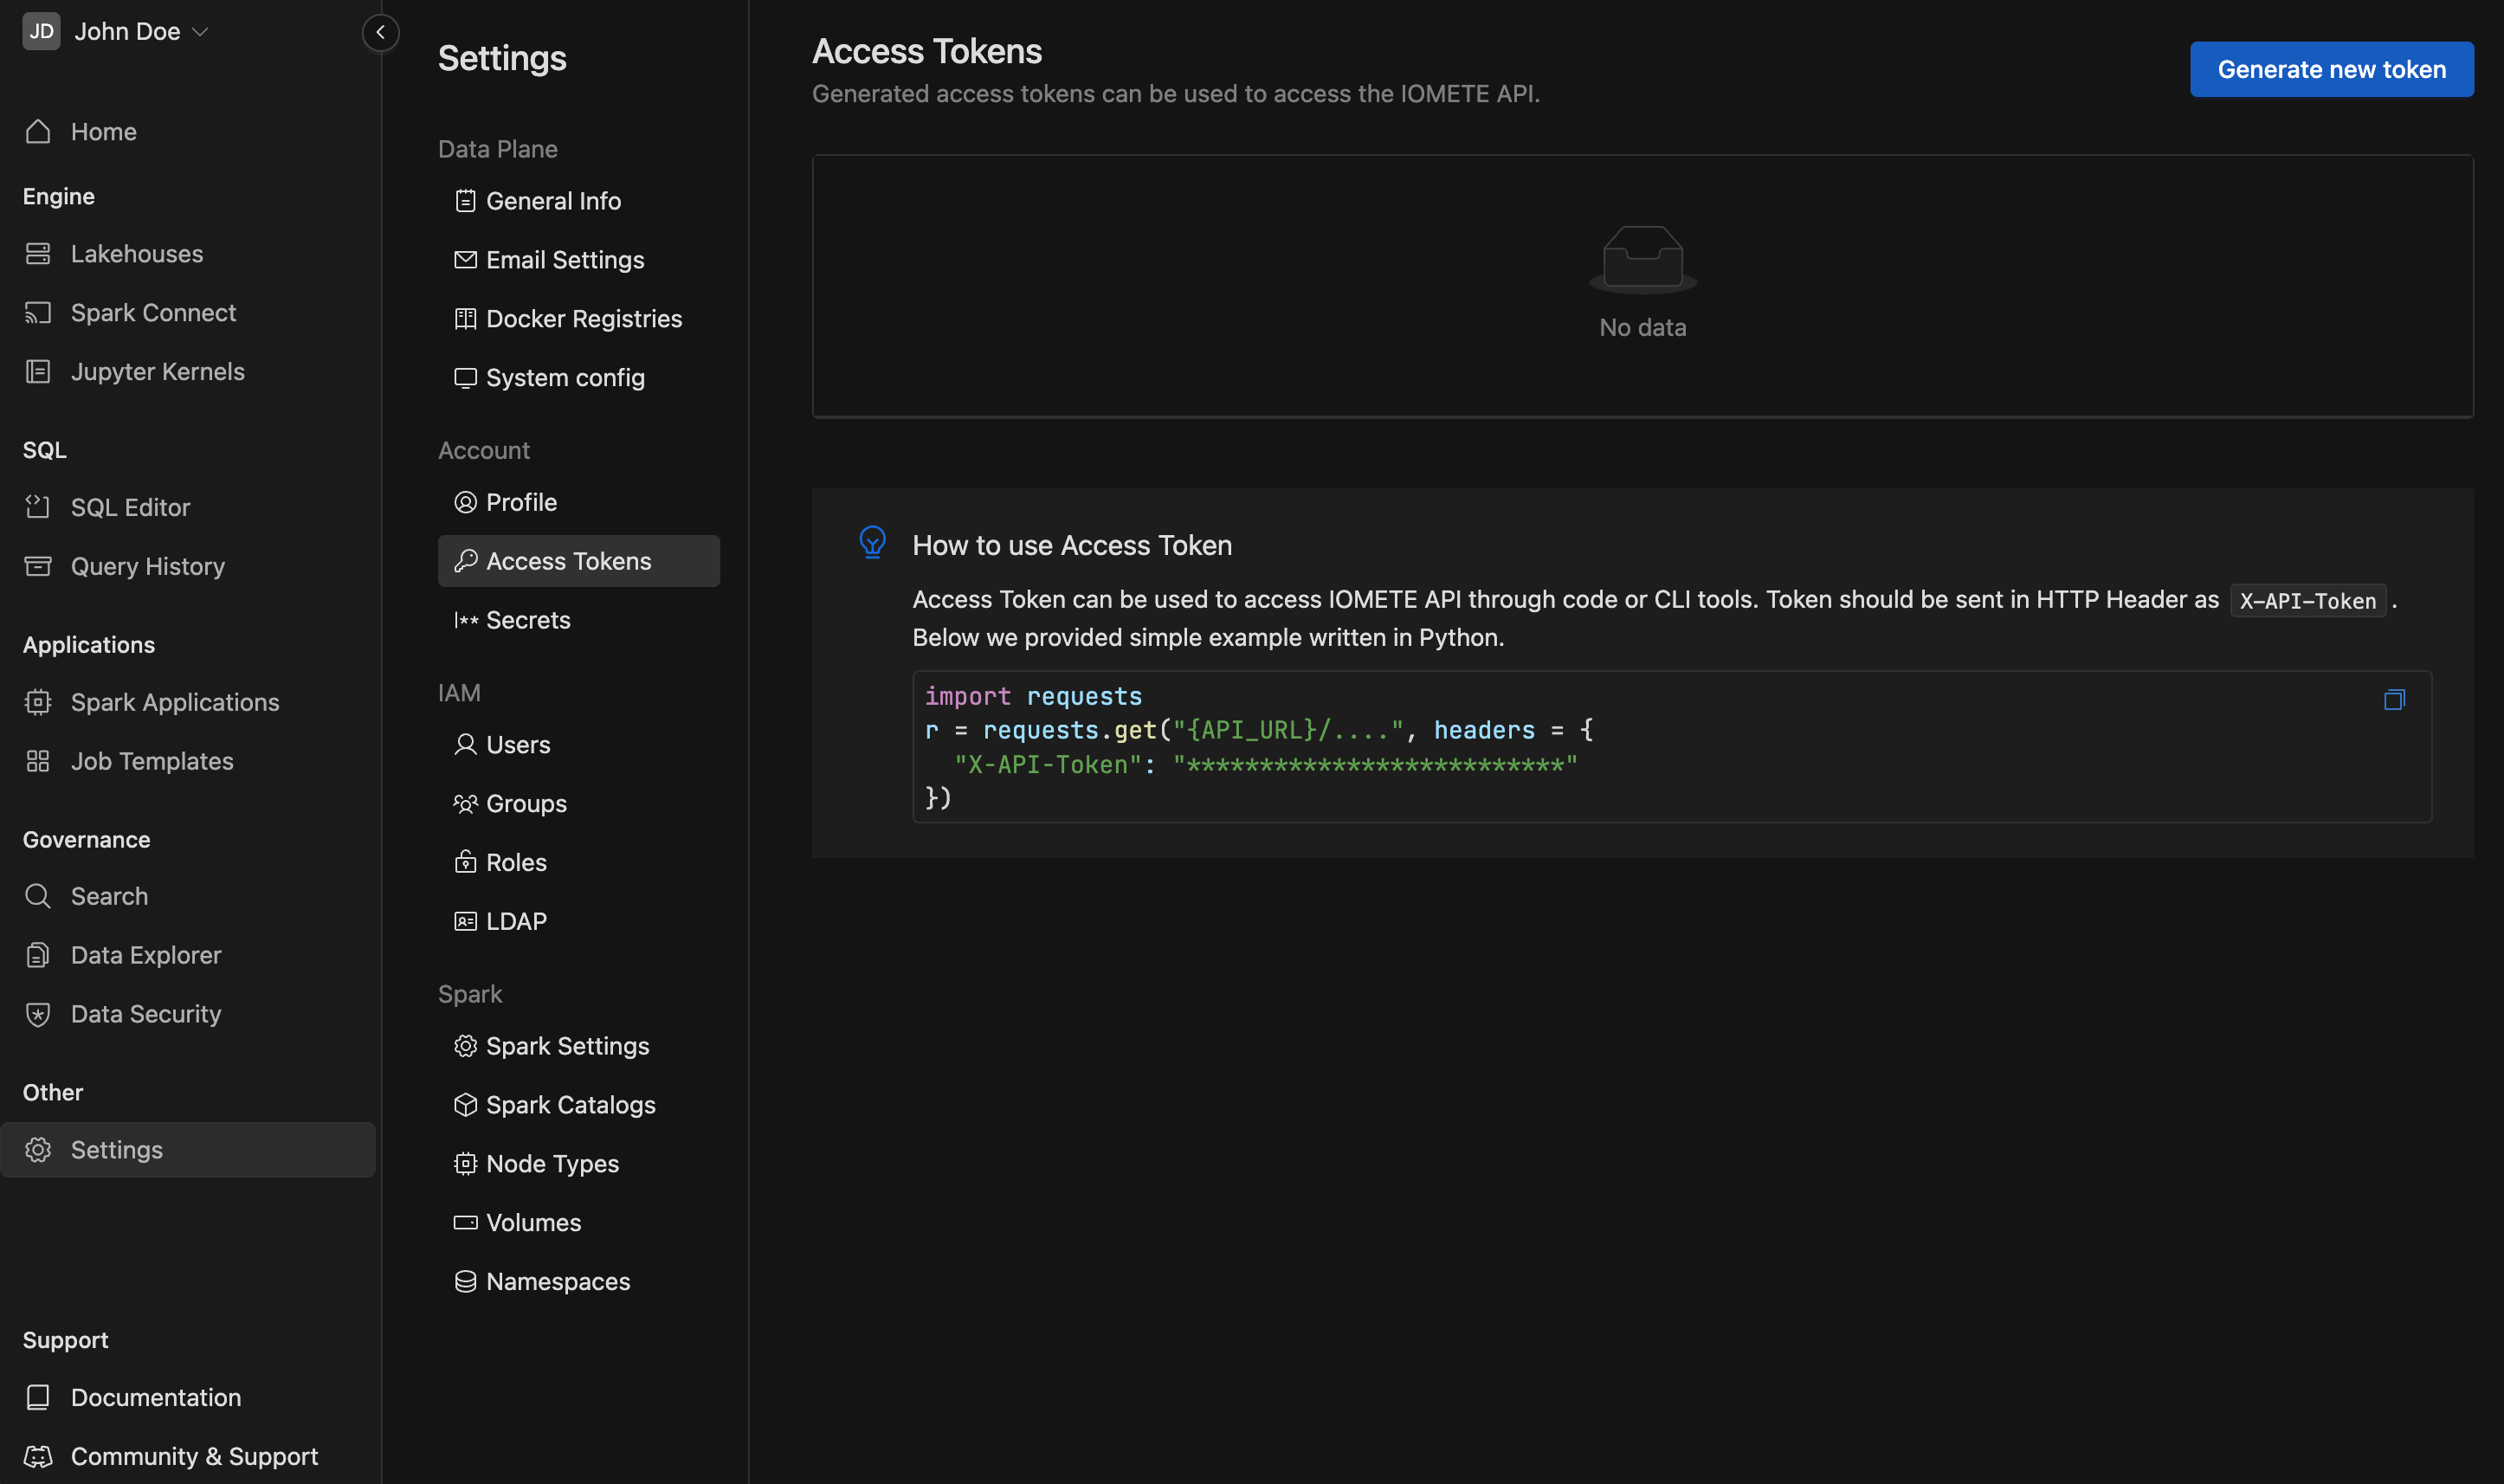 JD John Doe
Home
Engine
Lakehouses
Spark Connect
Jupyter Kernels
SQL
SQL Editor
Query History
Applications
Spark Applications
Job Templates
Governance
Search
Data Explorer
Data Security
Other
Settings
Support
Documentation
Community & Support
Settings
Data Plane
General Info
Email Settings
Docker Registries
System config
Account
Profile
Access Tokens
Secrets
IAM
Users
Groups
Roles
LDAP
Spark
Spark Settings
Spark Catalogs
Node Types
Volumes
Namespaces
Access Tokens
Generated access tokens can be used to access the IOMETE API.
Generate new token
No data
How to use Access Token
Access Token can be used to access IOMETE API through code or CLI tools. Token should be sent in HTTP Header as X-API-Token .
Below we provided simple example written in Python.
import requests
r = requests.get("{API_URL}/....", headers = {
"X-API-Token": "**************************"
})